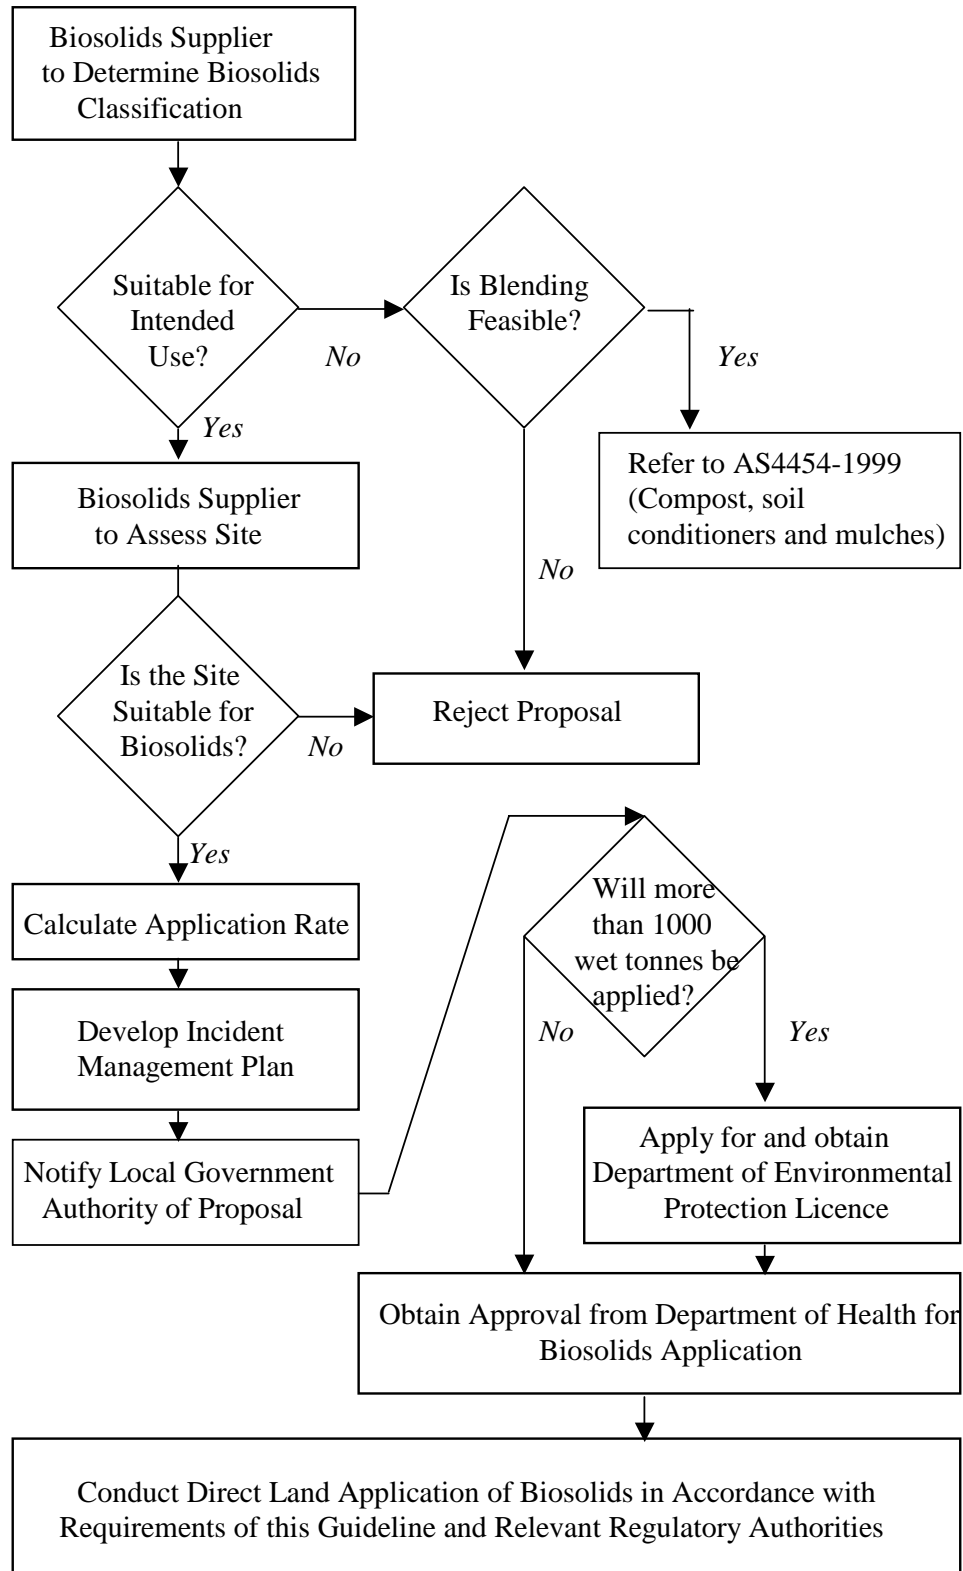 Biosolids Supplier
to Determine Biosolids
Classification
Suitable for
Intended
Use?
No
Is Blending
Feasible?
Yes
Yes
Refer to AS4454-1999
(Compost, soil
conditioners and mulches)
Biosolids Supplier
to Assess Site
No
Is the Site
Suitable for
Biosolids?
No
Reject Proposal
Yes
Calculate Application Rate
Develop Incident
Management Plan
Notify Local Government
Authority of Proposal
Will more
than 1000
wet tonnes be
applied?
No
Yes
Apply for and obtain
Department of Environmental
Protection Licence
Obtain Approval from Department of Health for
Biosolids Application
Conduct Direct Land Application of Biosolids in Accordance with
Requirements of this Guideline and Relevant Regulatory Authorities